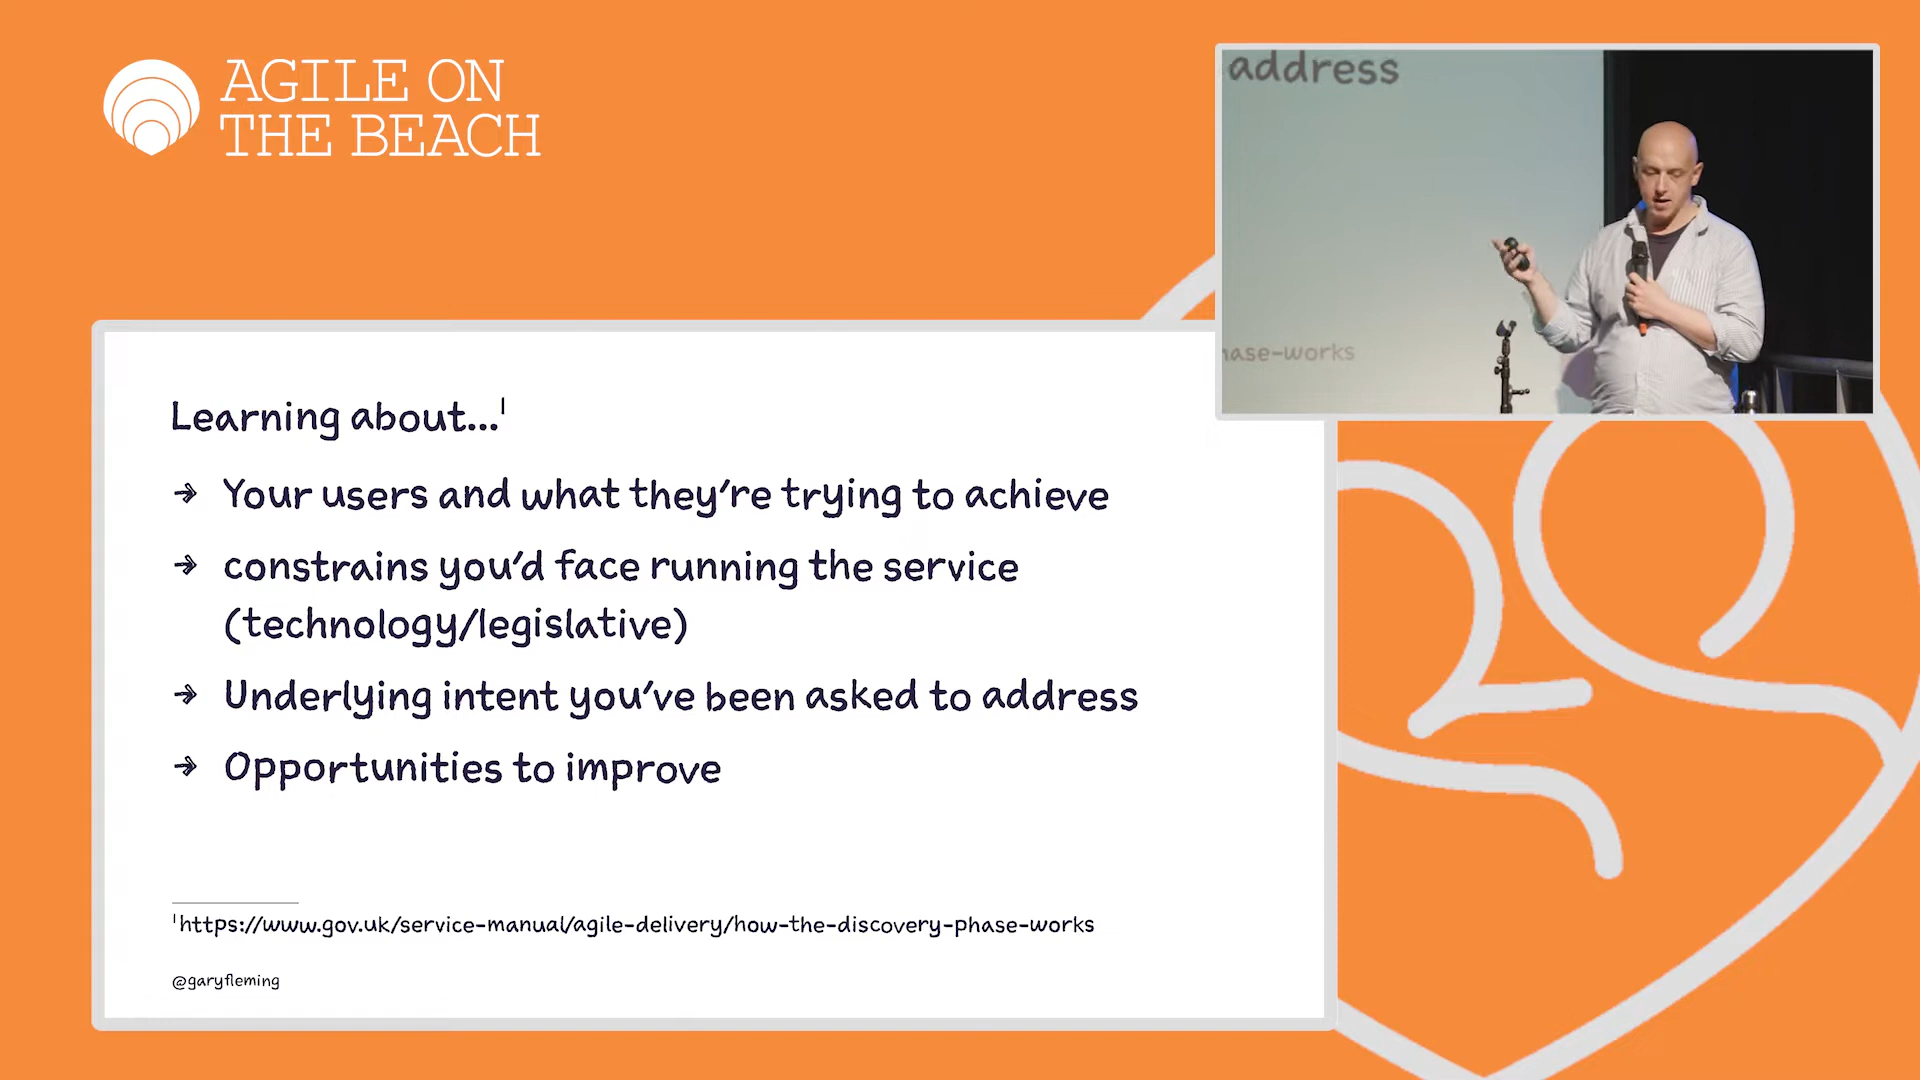 AGILE ON
THE BEACH
address
hase-works
Learning about...¹
→ Your users and what they're trying to achieve
→ constrains you'd face running the service
(technology/legislative)
→ Underlying intent you've been asked to address
→ Opportunities to improve
¹https://www.gov.uk/service-manual/agile-delivery/how-the-discovery-phase-works
@garyfleming